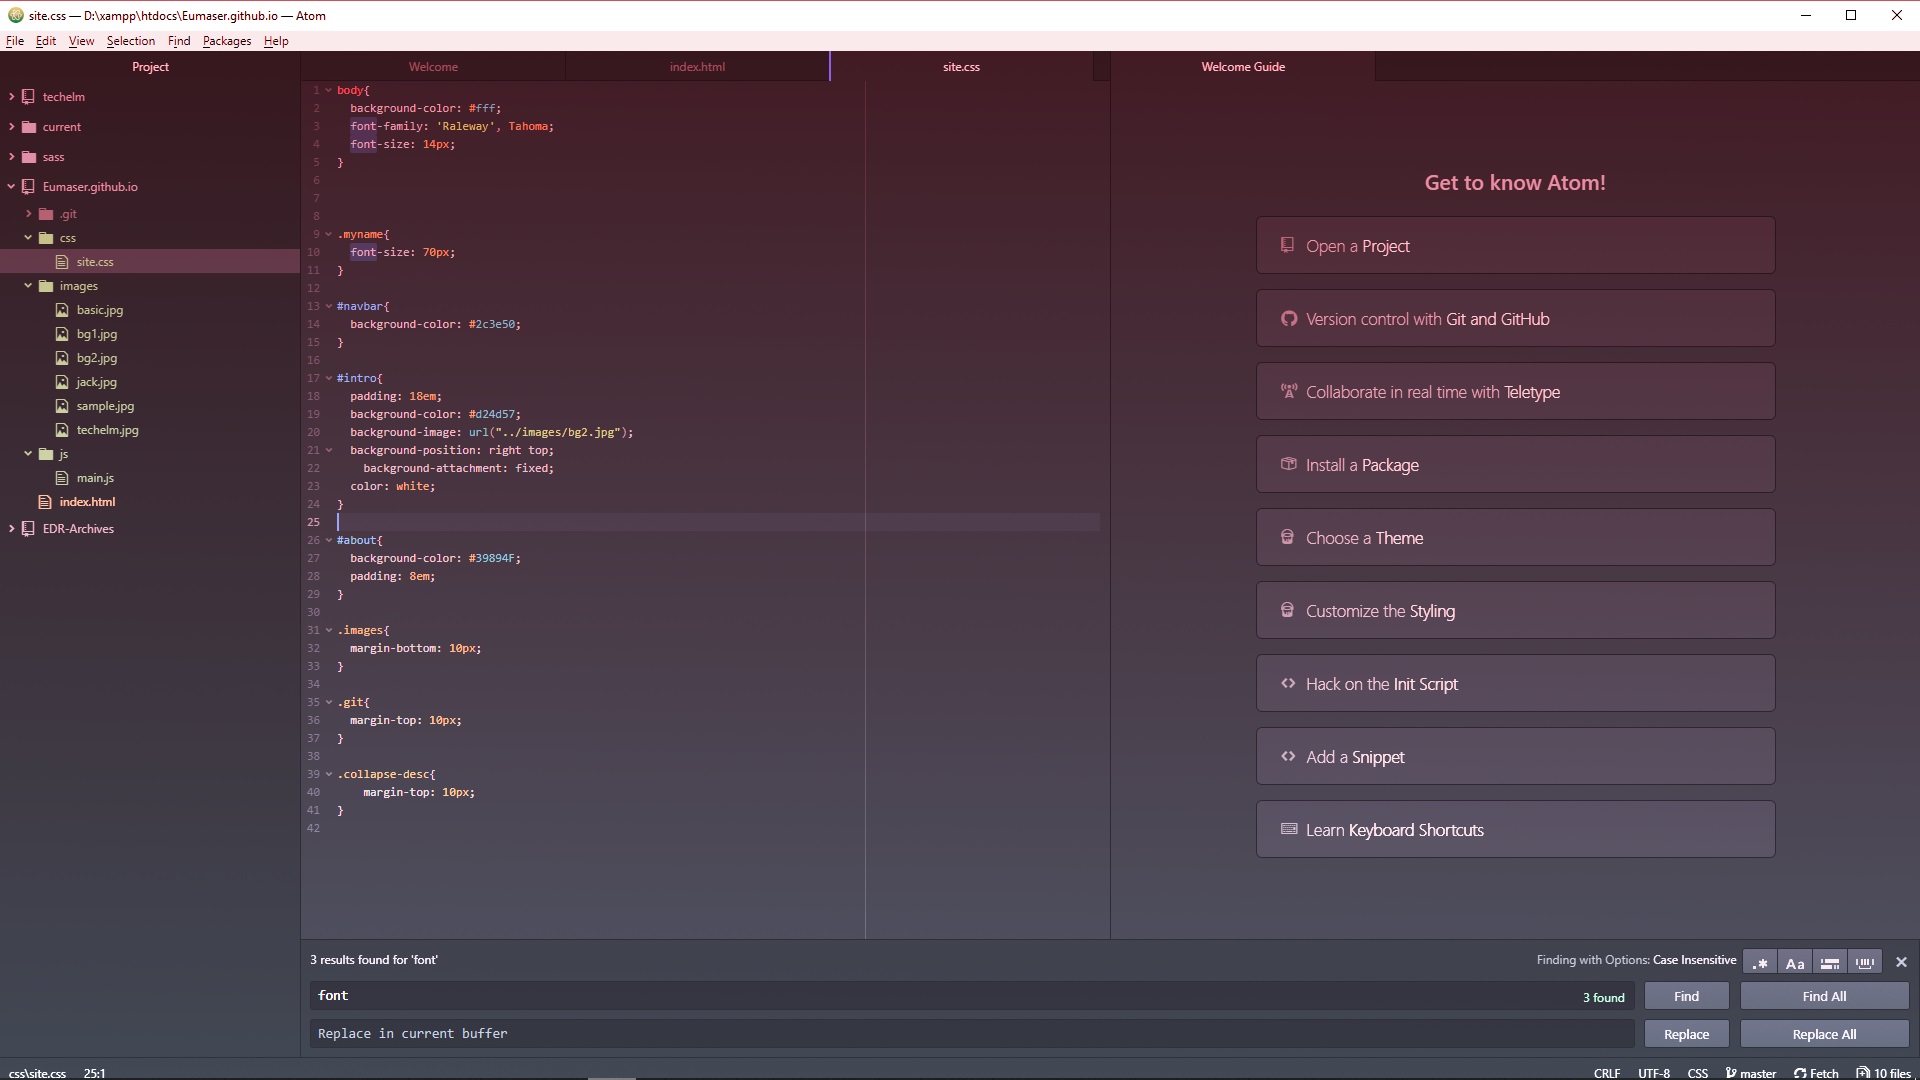 site.css — D:\xampp\htdocs\Eumaser.github.io — Atom
File Edit View Selection Find Packages Help
Project
techelm
current
sass
Eumaser.github.io
.git
css
site.css
images
basic.jpg
bg1.jpg
bg2.jpg
jack.jpg
sample.jpg
techelm.jpg
js
main.js
index.html
EDR-Archives
Welcome index.html site.css
1 body{
2 background-color: #fff;
3 font-family: 'Raleway', Tahoma;
4 font-size: 14px;
5 }
6
7
8
9 .myname{
10 font-size: 70px;
11 }
12
13 #navbar{
14 background-color: #2c3e50;
15 }
16
17 #intro{
18 padding: 18em;
19 background-color: #d24d57;
20 background-image: url("../images/bg2.jpg");
21 background-position: right top;
22 background-attachment: fixed;
23 color: white;
24 }
25
26 #about{
27 background-color: #39894F;
28 padding: 8em;
29 }
30
31 .images{
32 margin-bottom: 10px;
33 }
34
35 .git{
36 margin-top: 10px;
37 }
38
39 .collapse-desc{
40 margin-top: 10px;
41 }
42
Welcome Guide
Get to know Atom!
Open a Project
Version control with Git and GitHub
Collaborate in real time with Teletype
Install a Package
Choose a Theme
Customize the Styling
Hack on the Init Script
Add a Snippet
Learn Keyboard Shortcuts
3 results found for 'font'
Finding with Options: Case Insensitive .* Aa
font 3 found Find Find All
Replace in current buffer Replace Replace All
css\site.css 25:1 CRLF UTF-8 CSS master Fetch 10 files